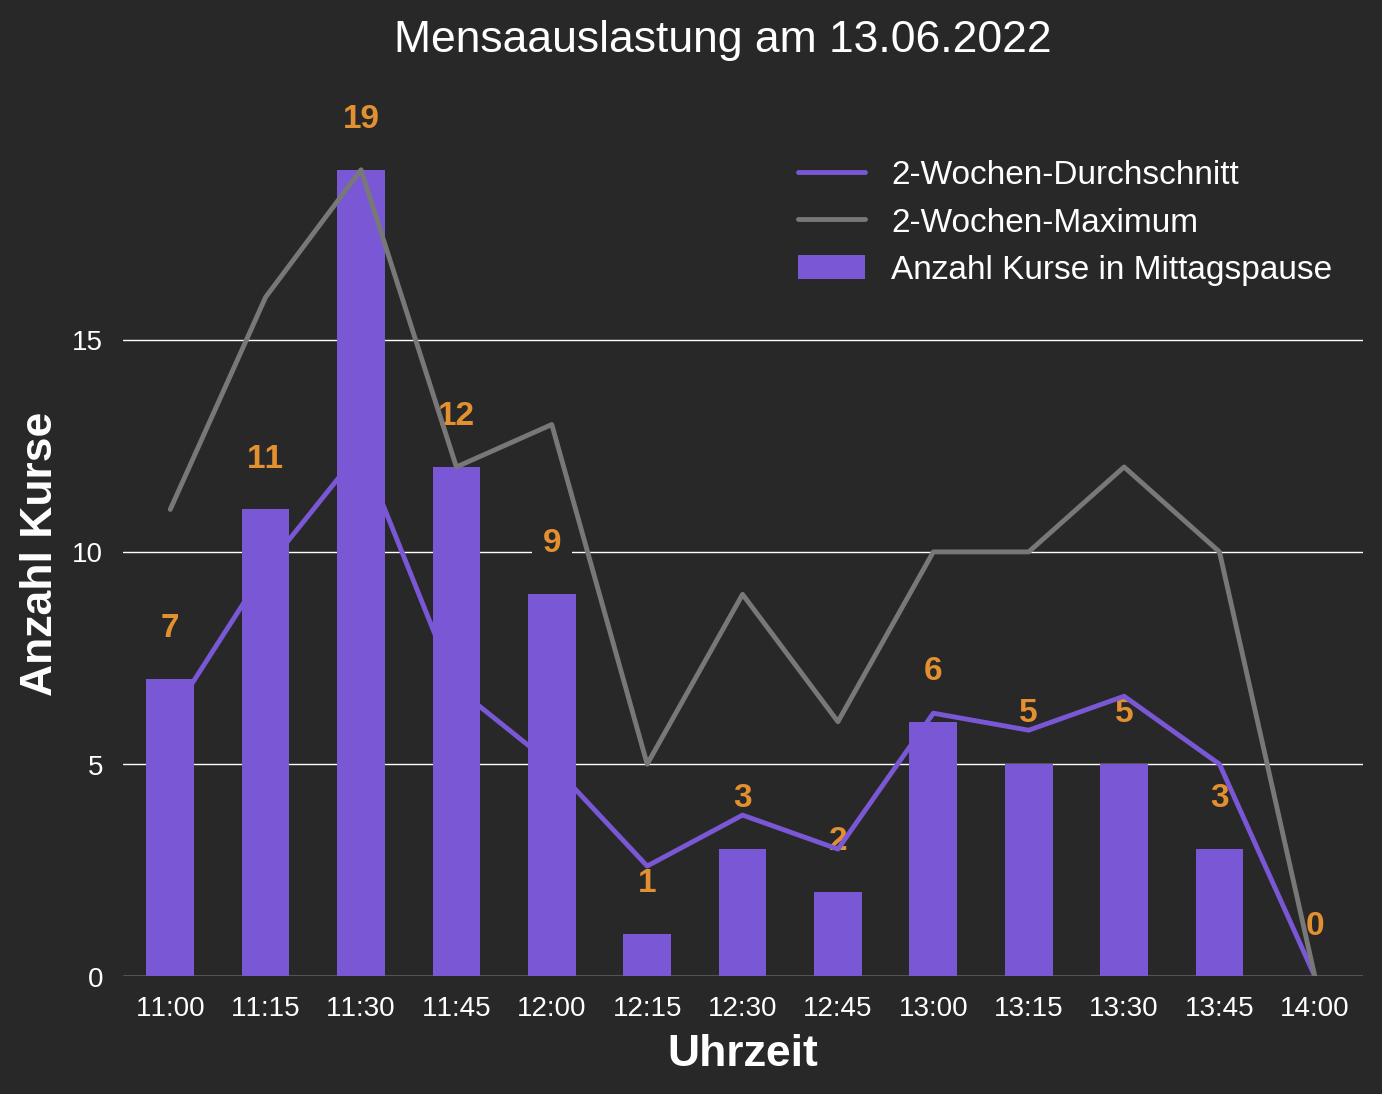 Mensaauslastung am 13.06.2022
19
2-Wochen-Durchschnitt
2-Wochen-Maximum
Anzahl Kurse in Mittagspause
15
12
11
10
9
7
6
5
5
5
3
3
2
1
0
0
Anzahl Kurse
11:00 11:15 11:30 11:45 12:00 12:15 12:30 12:45 13:00 13:15 13:30 13:45 14:00
Uhrzeit